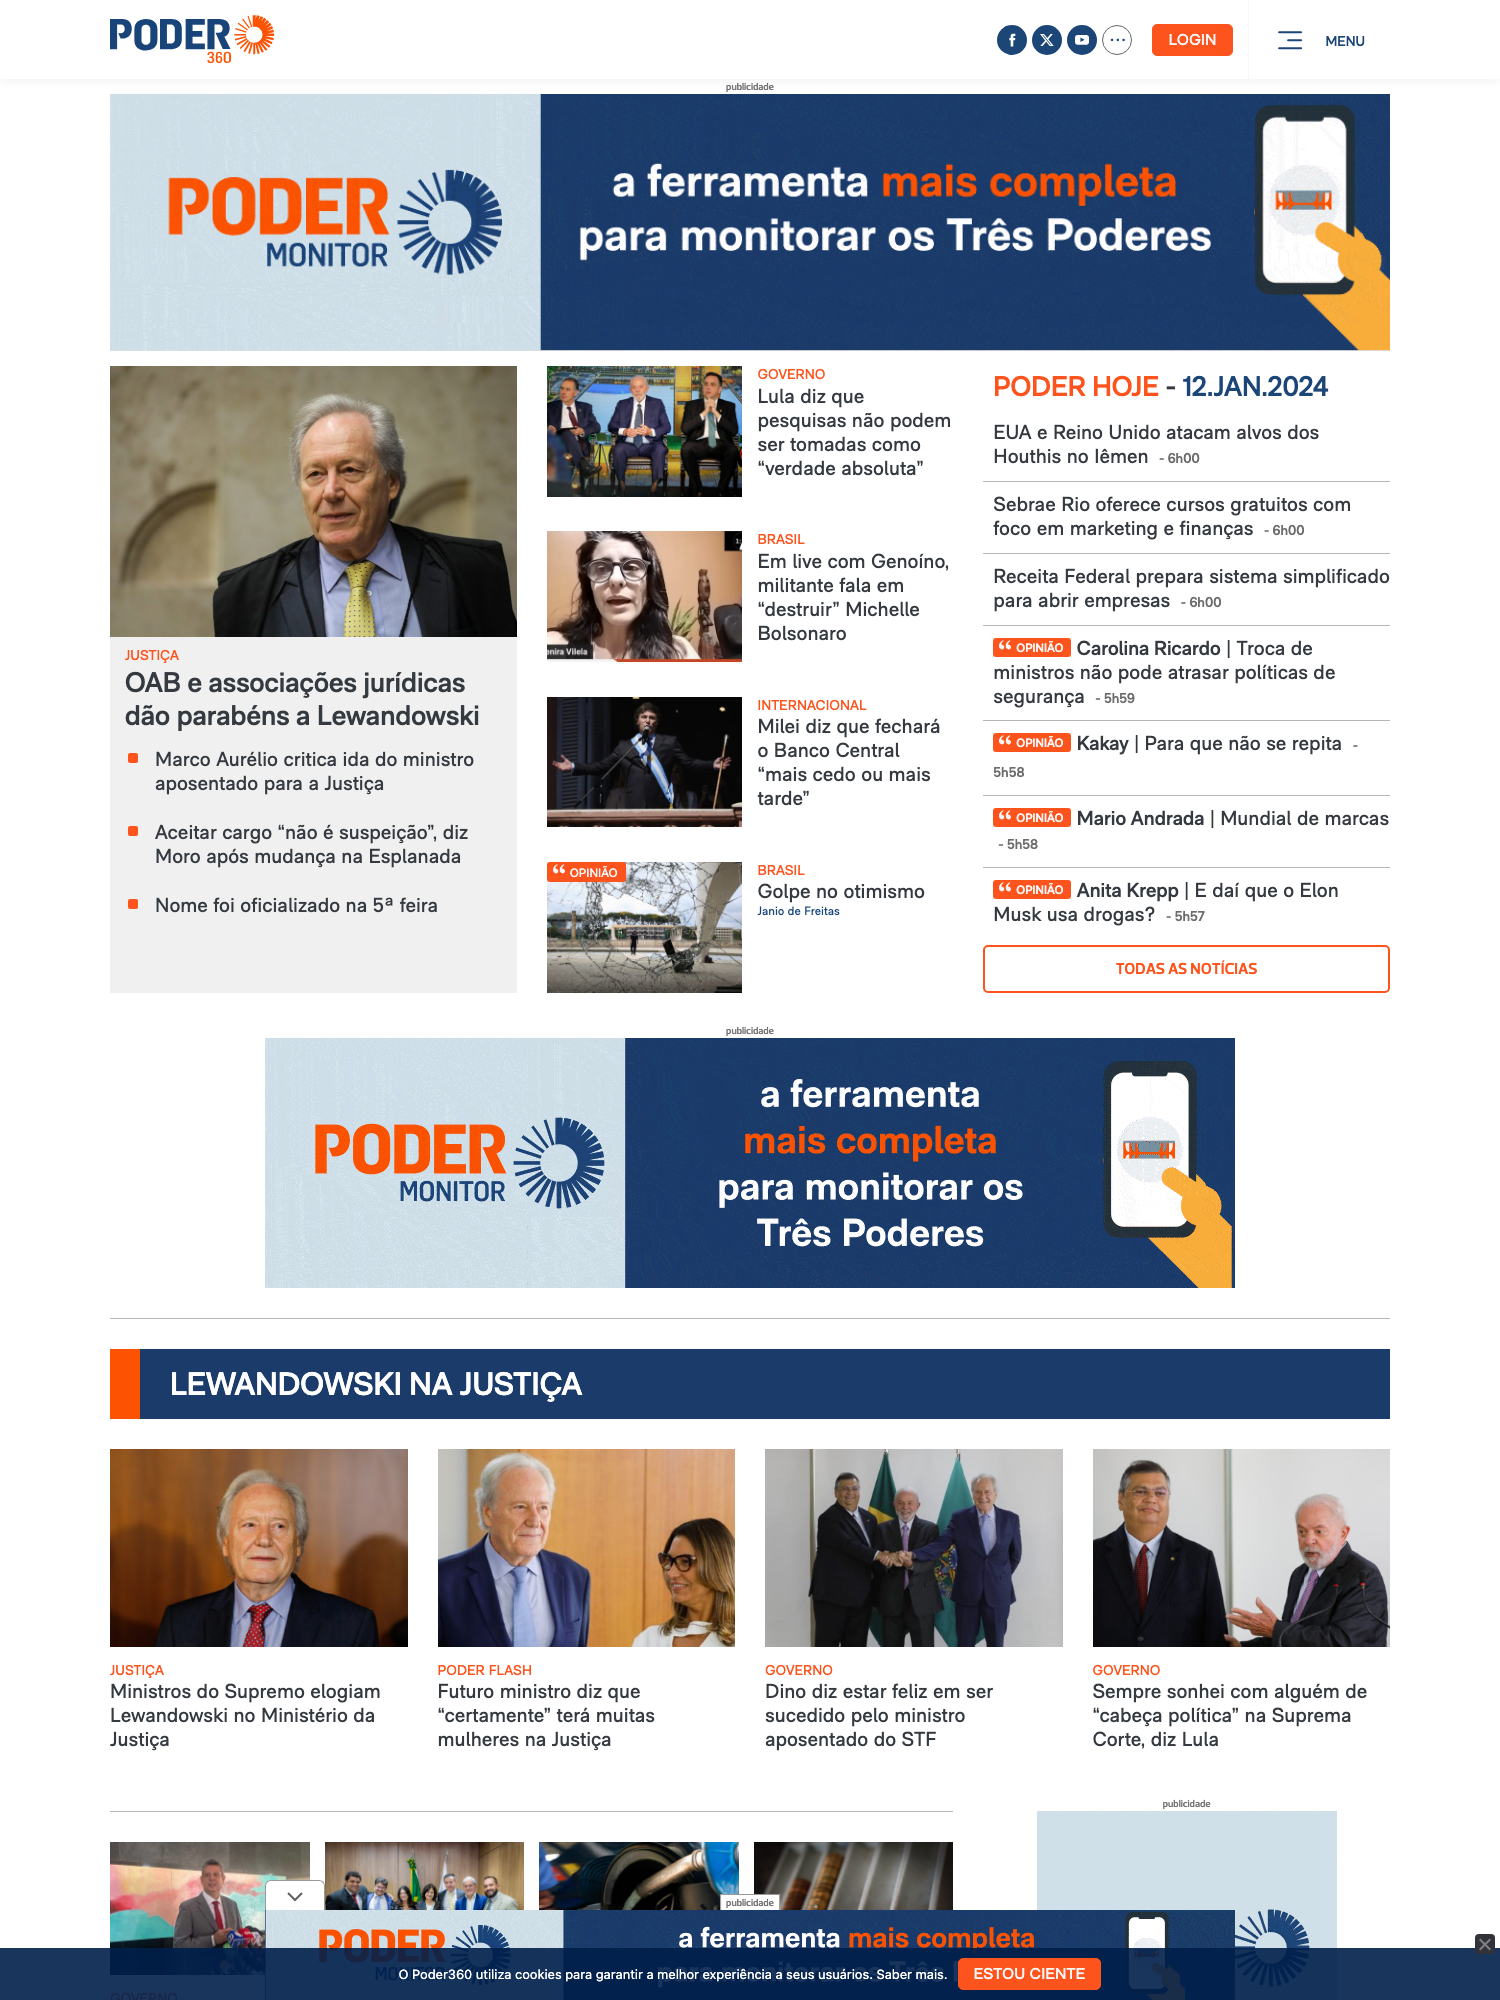 PODER
360
LOGIN
MENU
publicidade
PODER
MONITOR
a ferramenta mais completa
para monitorar os Três Poderes
JUSTIÇA
OAB e associações jurídicas
dão parabéns a Lewandowski
Marco Aurélio critica ida do ministro
aposentado para a Justiça
Aceitar cargo “não é suspeição”, diz
Moro após mudança na Esplanada
Nome foi oficializado na 5ª feira
GOVERNO
Lula diz que
pesquisas não podem
ser tomadas como
“verdade absoluta”
enira Vilela
BRASIL
Em live com Genoíno,
militante fala em
“destruir” Michelle
Bolsonaro
INTERNACIONAL
Milei diz que fechará
o Banco Central
“mais cedo ou mais
tarde”
OPINIÃO
BRASIL
Golpe no otimismo
Janio de Freitas
PODER HOJE - 12.JAN.2024
EUA e Reino Unido atacam alvos dos
Houthis no Iêmen - 6h00
Sebrae Rio oferece cursos gratuitos com
foco em marketing e finanças - 6h00
Receita Federal prepara sistema simplificado
para abrir empresas - 6h00
OPINIÃO Carolina Ricardo | Troca de
ministros não pode atrasar políticas de
segurança - 5h59
OPINIÃO Kakay | Para que não se repita -
5h58
OPINIÃO Mario Andrada | Mundial de marcas
- 5h58
OPINIÃO Anita Krepp | E daí que o Elon
Musk usa drogas? - 5h57
TODAS AS NOTÍCIAS
publicidade
PODER
MONITOR
a ferramenta
mais completa
para monitorar os
Três Poderes
LEWANDOWSKI NA JUSTIÇA
JUSTIÇA
Ministros do Supremo elogiam
Lewandowski no Ministério da
Justiça
PODER FLASH
Futuro ministro diz que
“certamente” terá muitas
mulheres na Justiça
GOVERNO
Dino diz estar feliz em ser
sucedido pelo ministro
aposentado do STF
GOVERNO
Sempre sonhei com alguém de
“cabeça política” na Suprema
Corte, diz Lula
publicidade
publicidade
PODER
a ferramenta mais completa
O Poder360 utiliza cookies para garantir a melhor experiência a seus usuários. Saber mais.
ESTOU CIENTE
GOVERNO